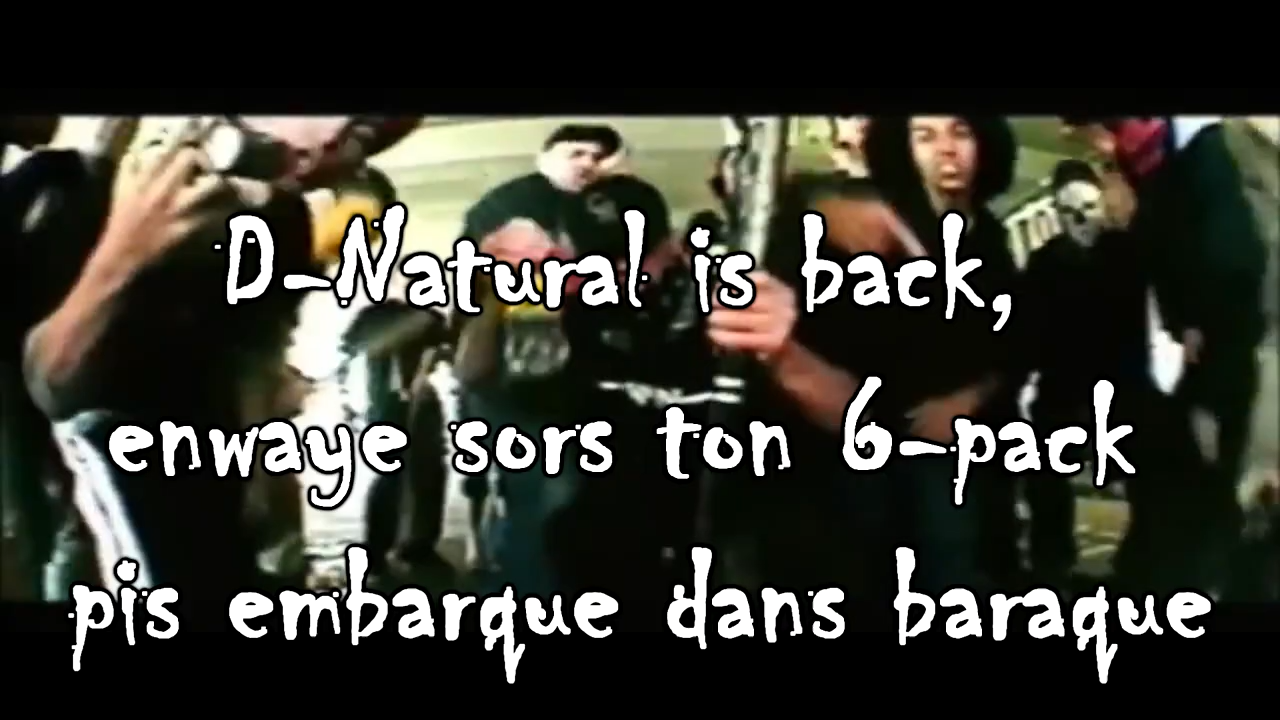 D-Natural is back,
enwaye sors ton 6-pack
pis embarque dans baraque